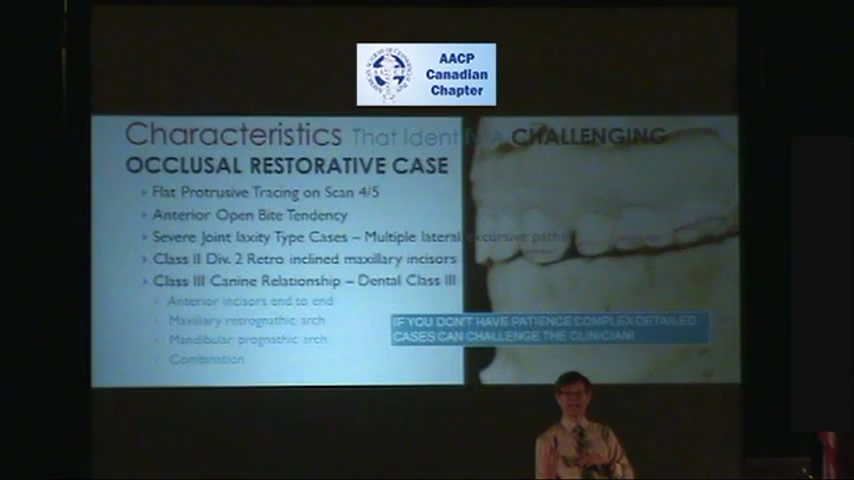 AACP
Canadian
Chapter
Characteristics That Identify A CHALLENGING
OCCLUSAL RESTORATIVE CASE
Flat Protrusive Tracing on Scan 4/5
Anterior Open Bite Tendency
Severe Joint laxity Type Cases – Multiple lateral excursive paths
Class II Div. 2 Retro inclined maxillary incisors
Class III Canine Relationship – Dental Class III
Anterior incisors end to end
Maxillary retrognathic arch
Mandibular prognathic arch
Combination
IF YOU DON'T HAVE PATIENCE COMPLEX DETAILED
CASES CAN CHALLENGE THE CLINICIAN!